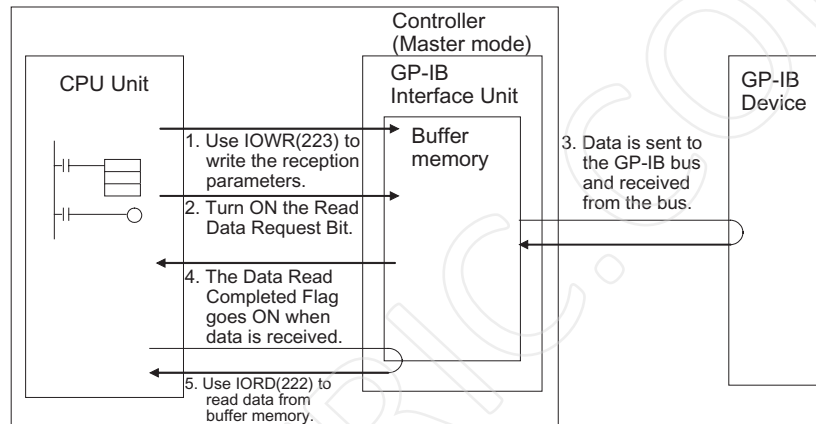 Controller
(Master mode)
CPU Unit
GP-IB
Interface Unit
Buffer
memory
GP-IB
Device
1. Use IOWR(223) to
write the reception
parameters.
2. Turn ON the Read
Data Request Bit.
3. Data is sent to
the GP-IB bus
and received
from the bus.
4. The Data Read
Completed Flag
goes ON when
data is received.
5. Use IORD(222) to
read data from
buffer memory.